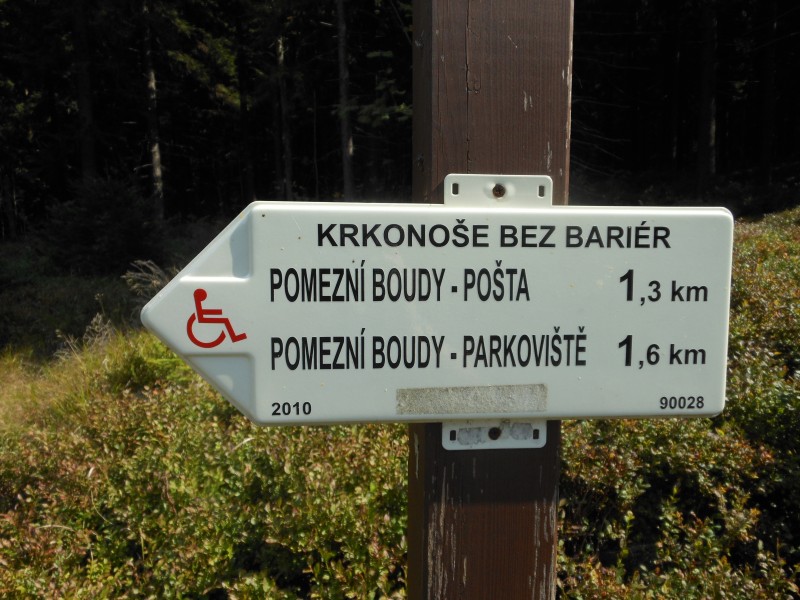 KRKONOŠE BEZ BARIÉR
POMEZNÍ BOUDY - POŠTA 1,3 km
POMEZNÍ BOUDY - PARKOVIŠTĚ 1,6 km
2010 90028